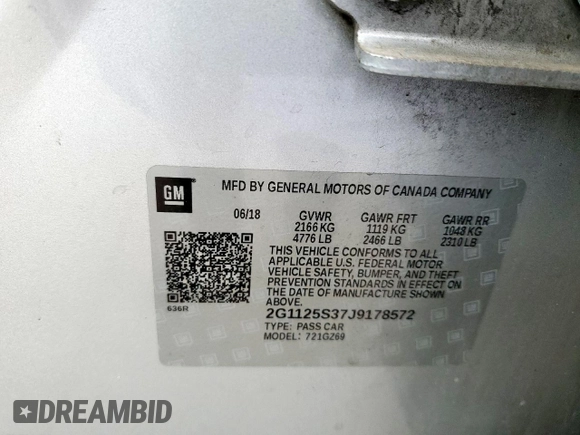 GM
MFD BY GENERAL MOTORS OF CANADA COMPANY
06/18 GVWR GAWR FRT GAWR RR
2166 KG 1119 KG 1048 KG
4776 LB 2466 LB 2310 LB
THIS VEHICLE CONFORMS TO ALL
APPLICABLE U.S. FEDERAL MOTOR
VEHICLE SAFETY, BUMPER, AND THEFT
PREVENTION STANDARDS IN EFFECT ON
THE DATE OF MANUFACTURE SHOWN
ABOVE.
636R
2G1125S37J9178572
TYPE: PASS CAR
MODEL: 721GZ69
DREAMBID